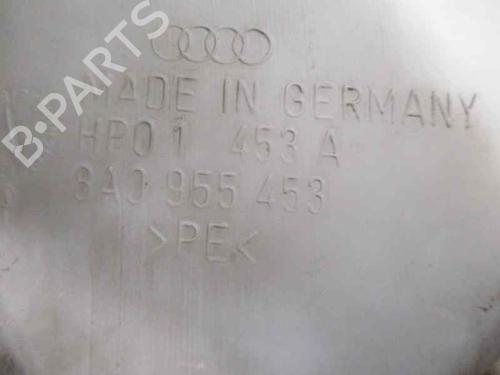 MADE IN GERMANY
HP01 453 A
8A0 955 453
>PE<
B-PARTS